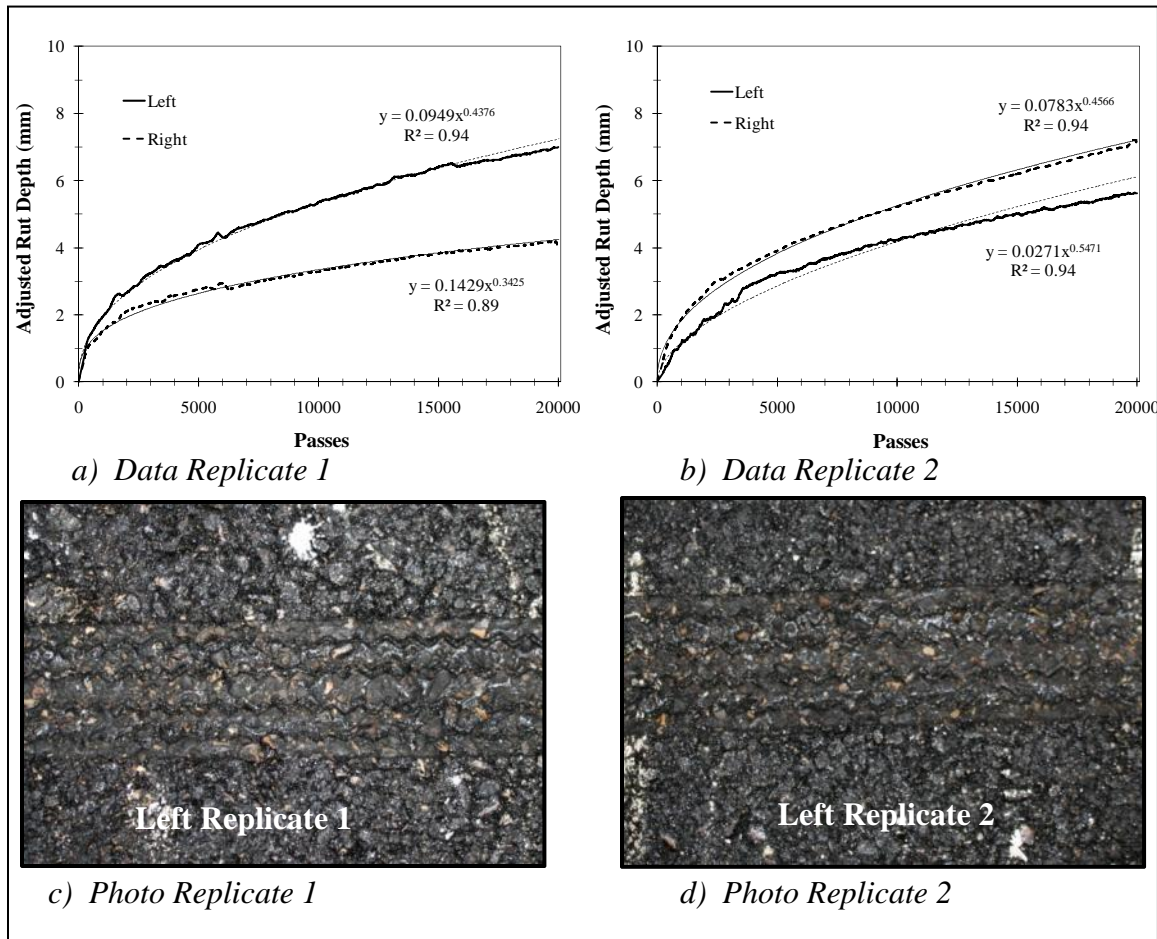 10
8
6
4
2
0
Adjusted Rut Depth (mm)
Left
Right
y = 0.0949x^0.4376
R² = 0.94
y = 0.1429x^0.3425
R² = 0.89
0 5000 10000 15000 20000
Passes
a) Data Replicate 1
10
8
6
4
2
0
Adjusted Rut Depth (mm)
Left
Right
y = 0.0783x^0.4566
R² = 0.94
y = 0.0271x^0.5471
R² = 0.94
0 5000 10000 15000 20000
Passes
b) Data Replicate 2
Left Replicate 1
c) Photo Replicate 1
Left Replicate 2
d) Photo Replicate 2